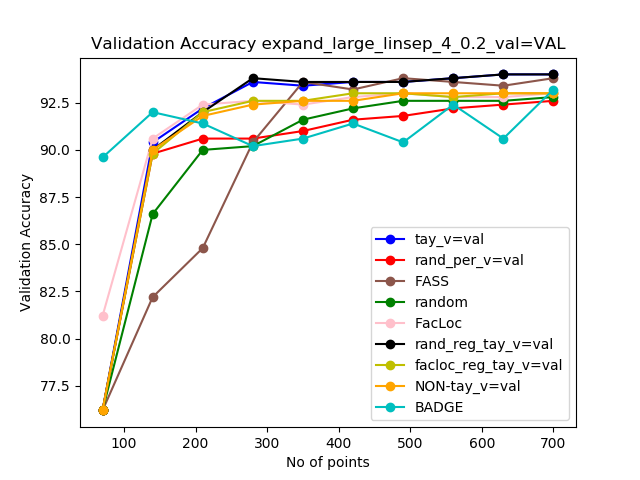 Validation Accuracy expand_large_linsep_4_0.2_val=VAL
Validation Accuracy
92.5
90.0
87.5
85.0
82.5
80.0
77.5
tay_v=val
rand_per_v=val
FASS
random
FacLoc
rand_reg_tay_v=val
facloc_reg_tay_v=val
NON-tay_v=val
BADGE
100 200 300 400 500 600 700
No of points